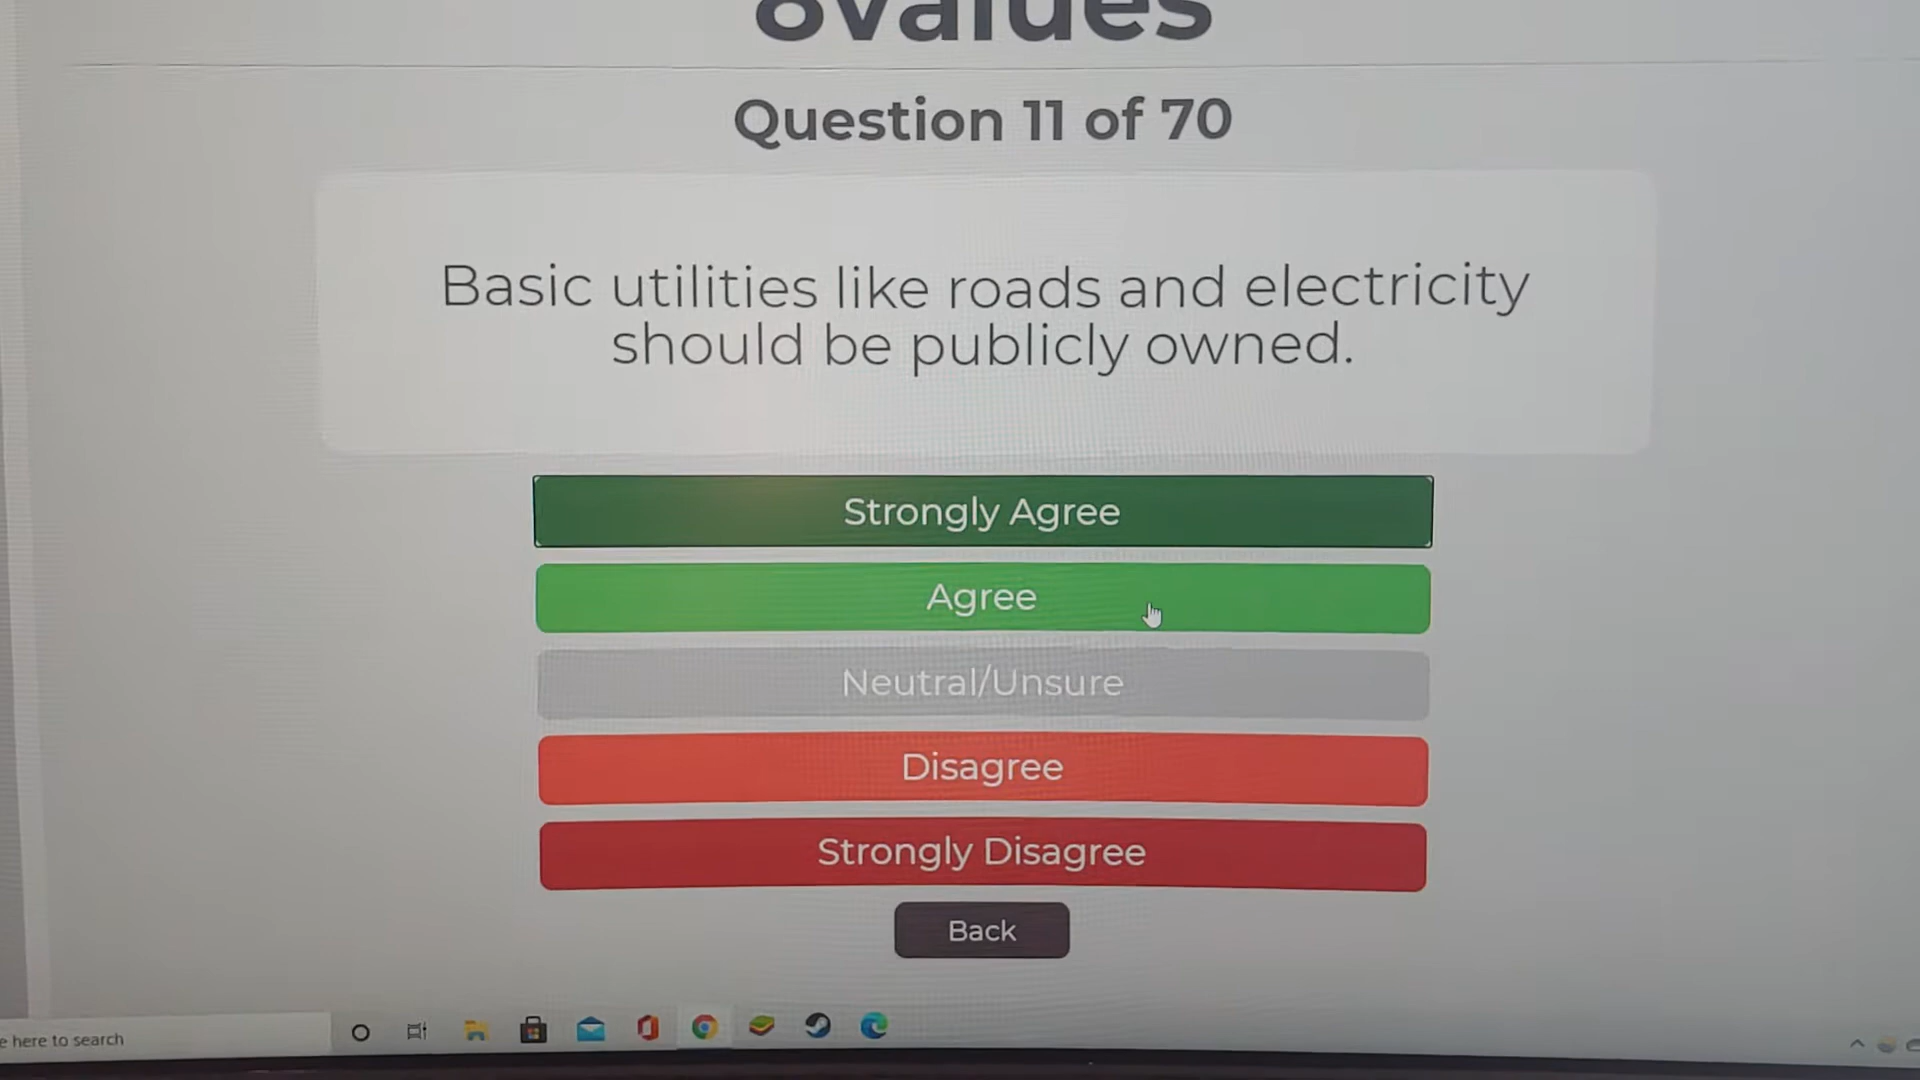 8values
Question 11 of 70
Basic utilities like roads and electricity
should be publicly owned.
Strongly Agree
Agree
Neutral/Unsure
Disagree
Strongly Disagree
Back
e here to search